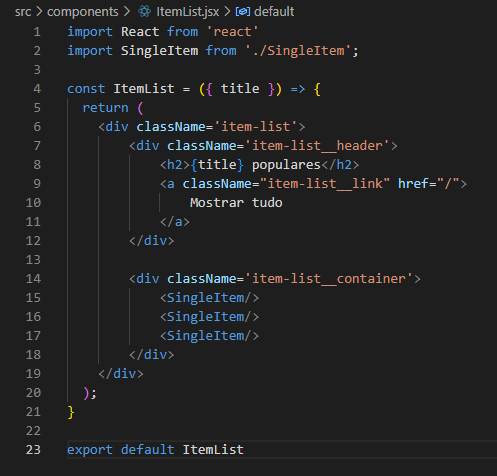 src > components > ItemList.jsx > default
1 import React from 'react'
2 import SingleItem from './SingleItem';
3
4 const ItemList = ({ title }) => {
5   return (
6     <div className='item-list'>
7         <div className='item-list__header'>
8             <h2>{title} populares</h2>
9             <a className="item-list__link" href="/">
10                 Mostrar tudo
11             </a>
12         </div>
13
14         <div className='item-list__container'>
15             <SingleItem/>
16             <SingleItem/>
17             <SingleItem/>
18         </div>
19     </div>
20   );
21 }
22
23 export default ItemList